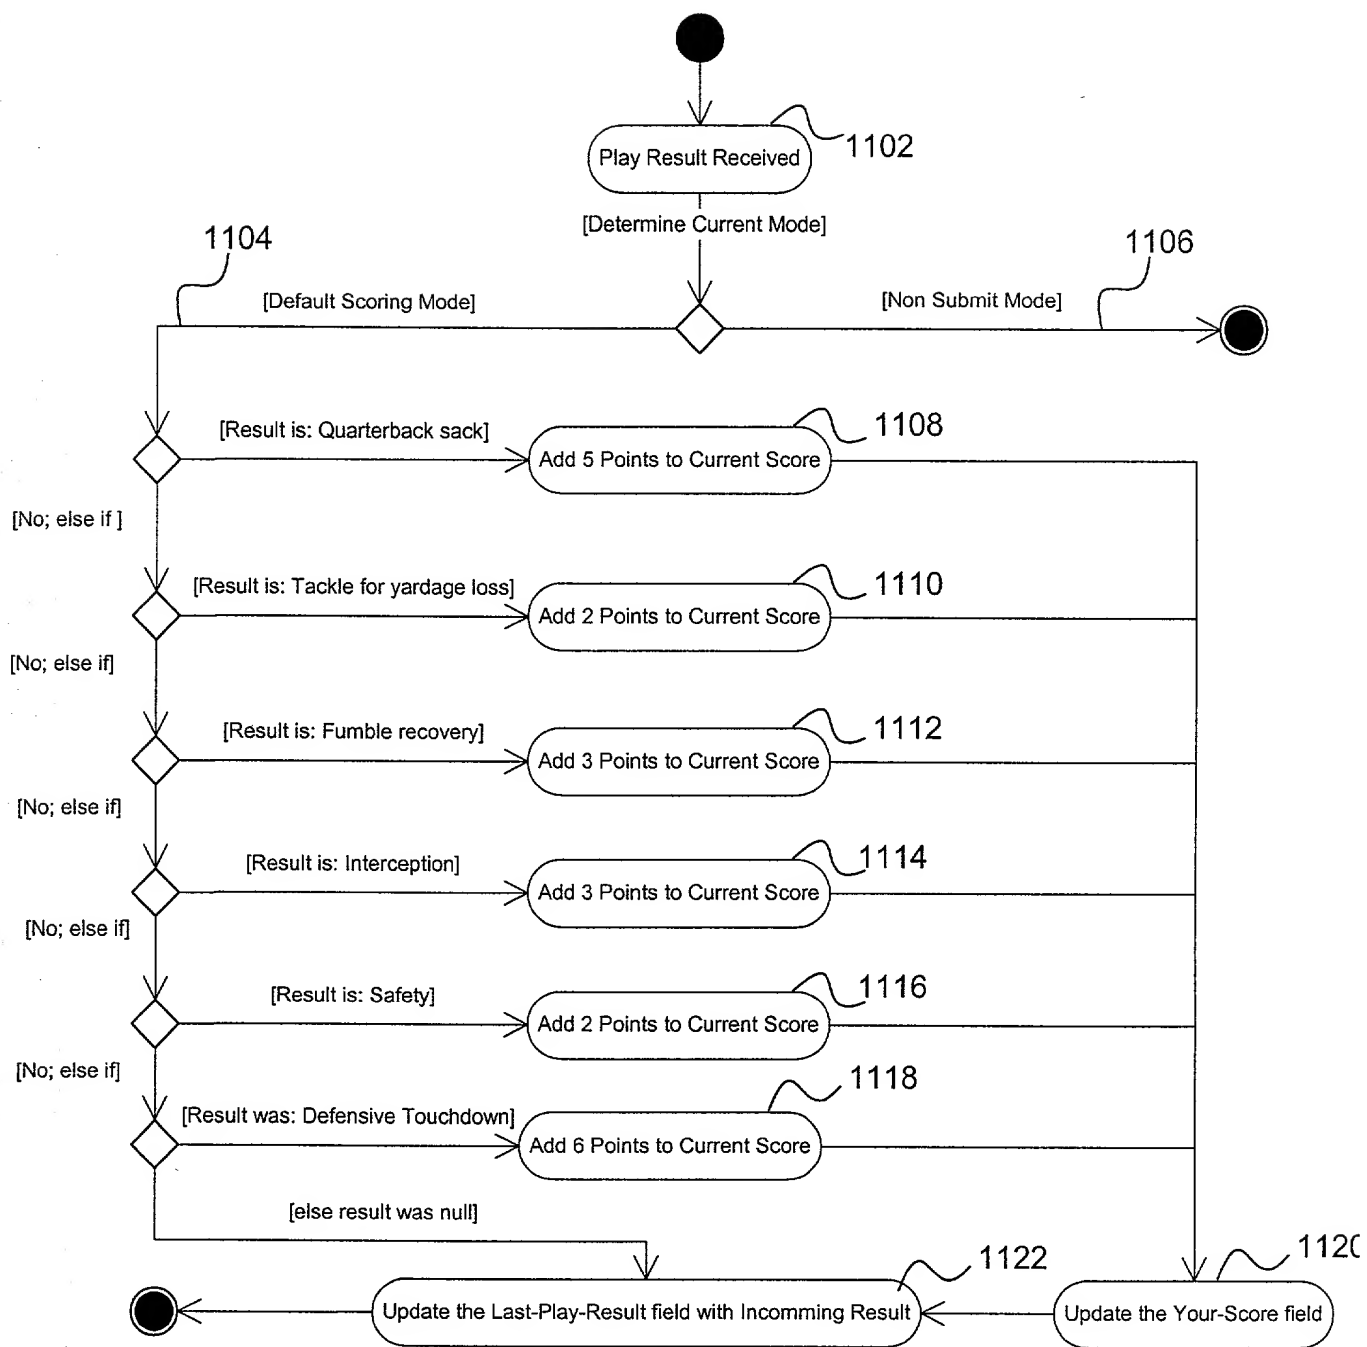 Play Result Received
1102
[Determine Current Mode]
1104
1106
[Default Scoring Mode]
[Non Submit Mode]
[Result is: Quarterback sack]
1108
Add 5 Points to Current Score
[No; else if ]
[Result is: Tackle for yardage loss]
1110
Add 2 Points to Current Score
[No; else if]
[Result is: Fumble recovery]
1112
Add 3 Points to Current Score
[No; else if]
[Result is: Interception]
1114
Add 3 Points to Current Score
[No; else if]
[Result is: Safety]
1116
Add 2 Points to Current Score
[No; else if]
1118
[Result was: Defensive Touchdown]
Add 6 Points to Current Score
[else result was null]
1122
1120
Update the Last-Play-Result field with Incomming Result
Update the Your-Score field